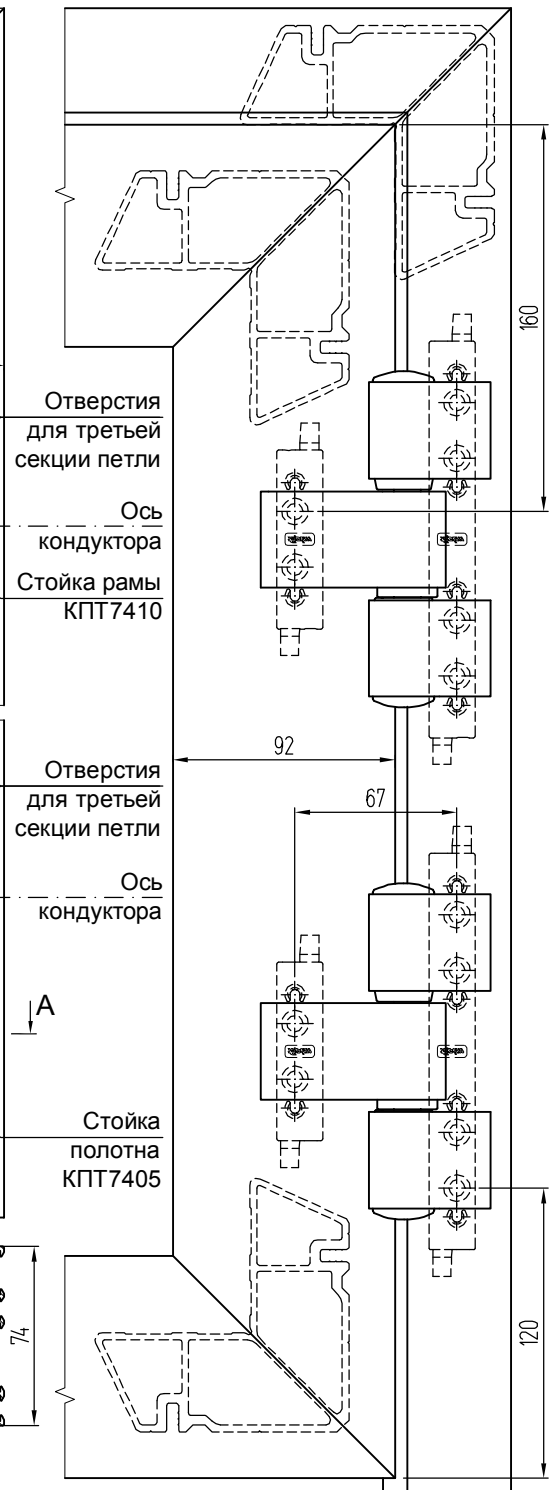 160
Отверстия
для третьей
секции петли
Ось
кондуктора
Стойка рамы
КПТ7410
92
Отверстия
для третьей
секции петли
67
Ось
кондуктора
А
Стойка
полотна
КПТ7405
74
120